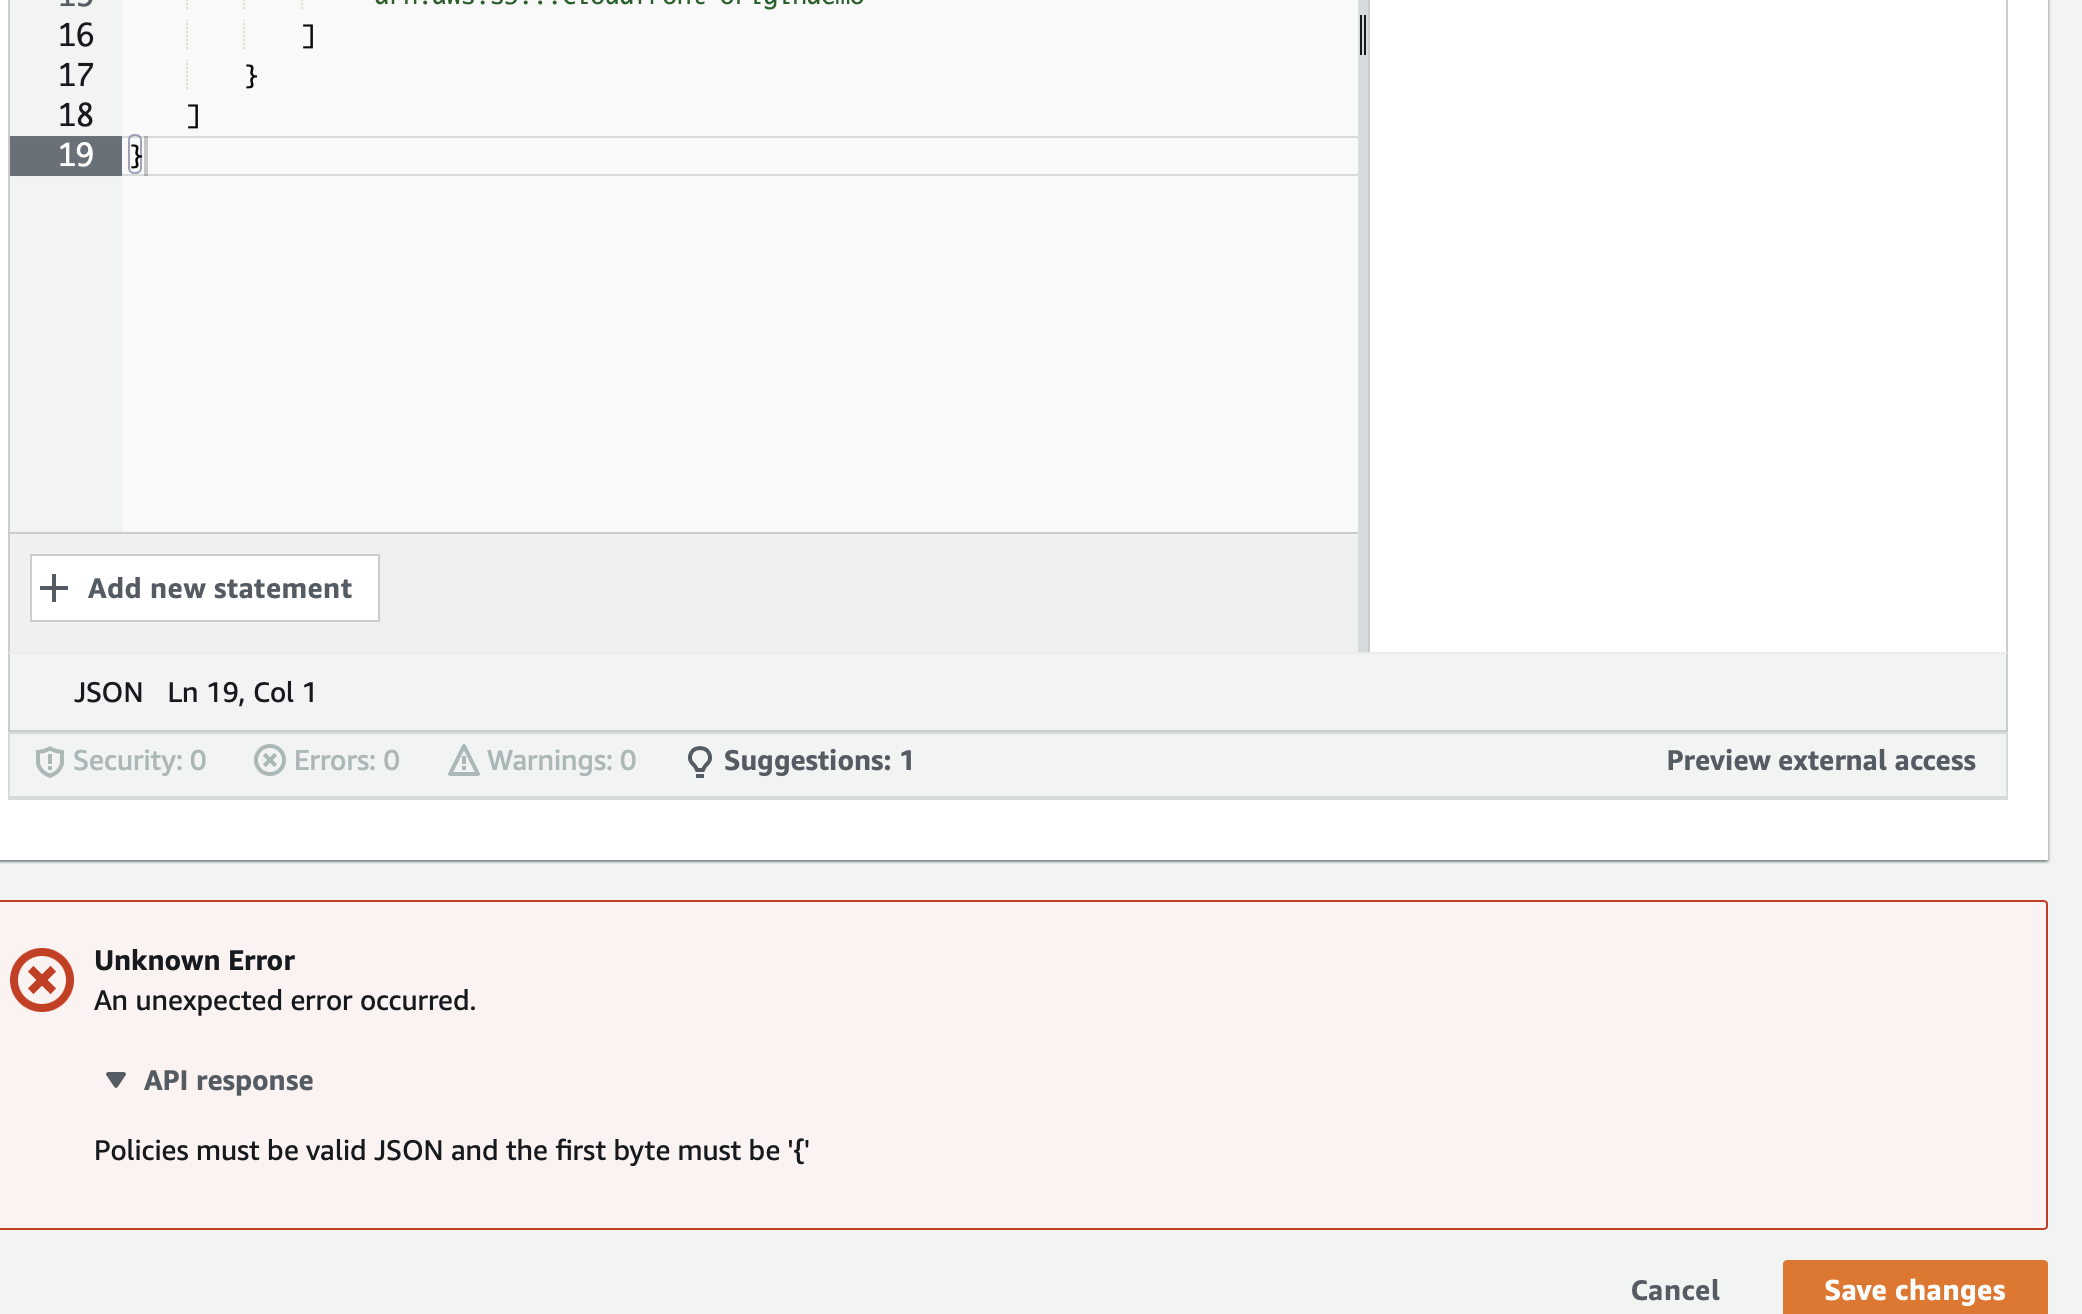 16 ]
17 }
18 ]
19 }
Add new statement
JSON Ln 19, Col 1
Security: 0 Errors: 0 Warnings: 0 Suggestions: 1 Preview external access
Unknown Error
An unexpected error occurred.
API response
Policies must be valid JSON and the first byte must be '{'
Cancel Save changes